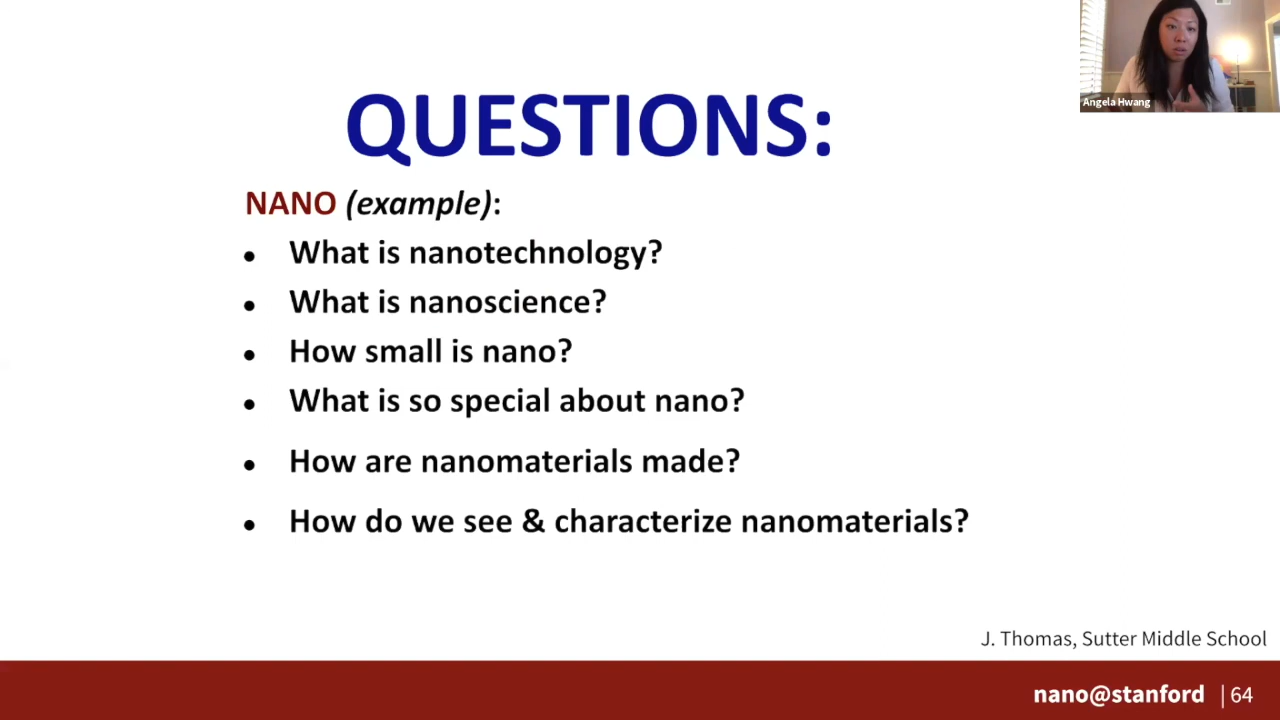 Angela Hwang
QUESTIONS:
NANO (example):
• What is nanotechnology?
• What is nanoscience?
• How small is nano?
• What is so special about nano?
• How are nanomaterials made?
• How do we see & characterize nanomaterials?
J. Thomas, Sutter Middle School
nano@stanford | 64